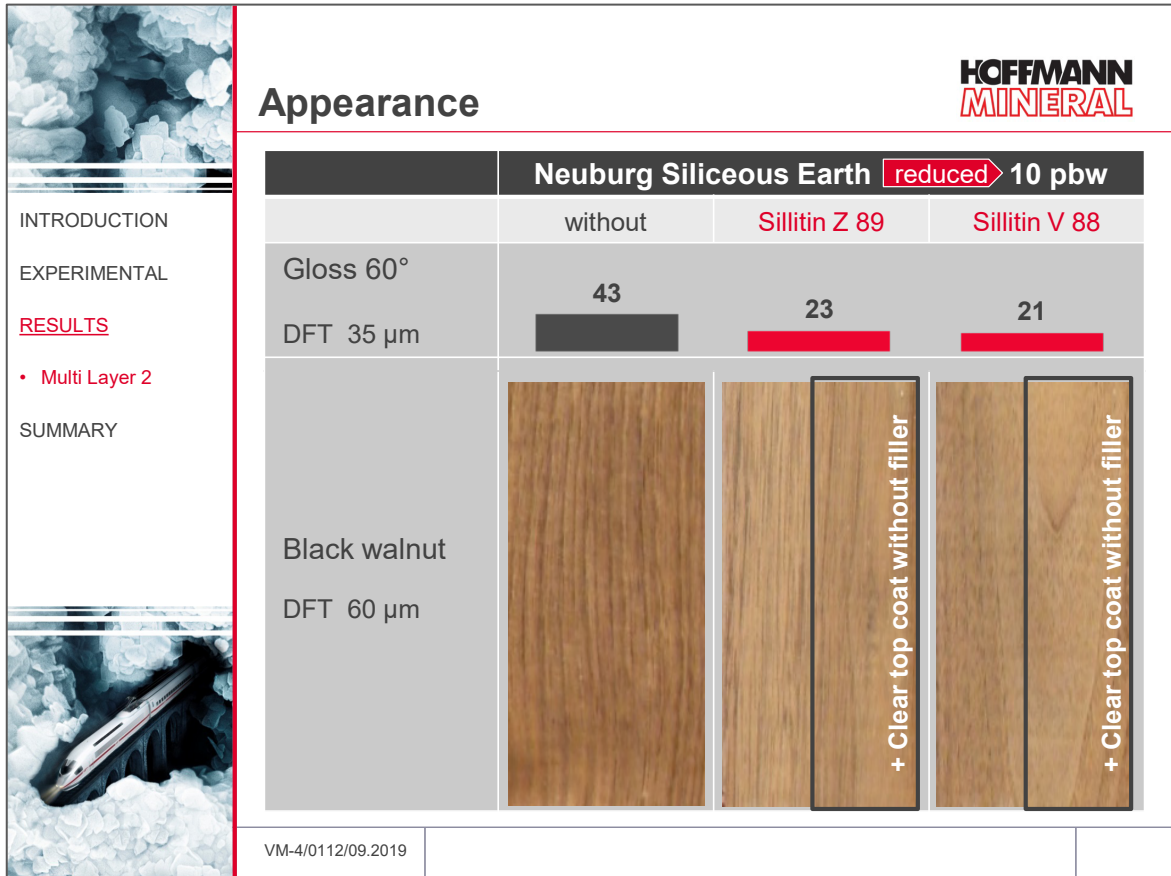 Appearance
HOFFMANN
MINERAL
INTRODUCTION
EXPERIMENTAL
RESULTS
• Multi Layer 2
SUMMARY
Neuburg Siliceous Earth reduced 10 pbw
without Sillitin Z 89 Sillitin V 88
Gloss 60°
DFT 35 µm
43 23 21
Black walnut
DFT 60 µm
+ Clear top coat without filler
+ Clear top coat without filler
VM-4/0112/09.2019